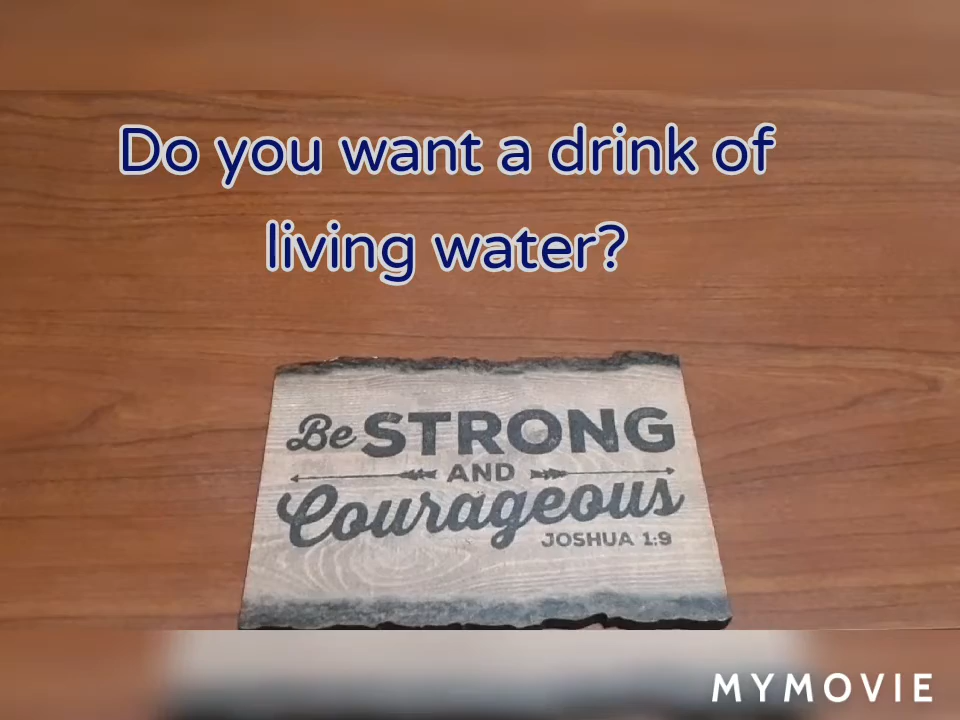 Do you want a drink of
living water?
Be STRONG
AND
Courageous
JOSHUA 1:9
MYMOVIE